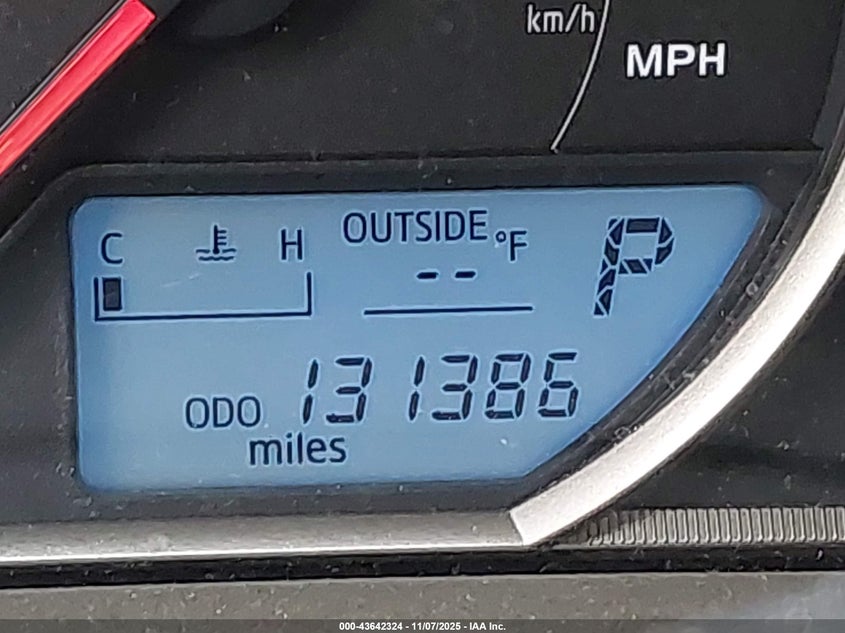 km/h
MPH
C H OUTSIDE °F
--
P
ODO 131386
miles
000-43642324 - 11/07/2025 - IAA Inc.